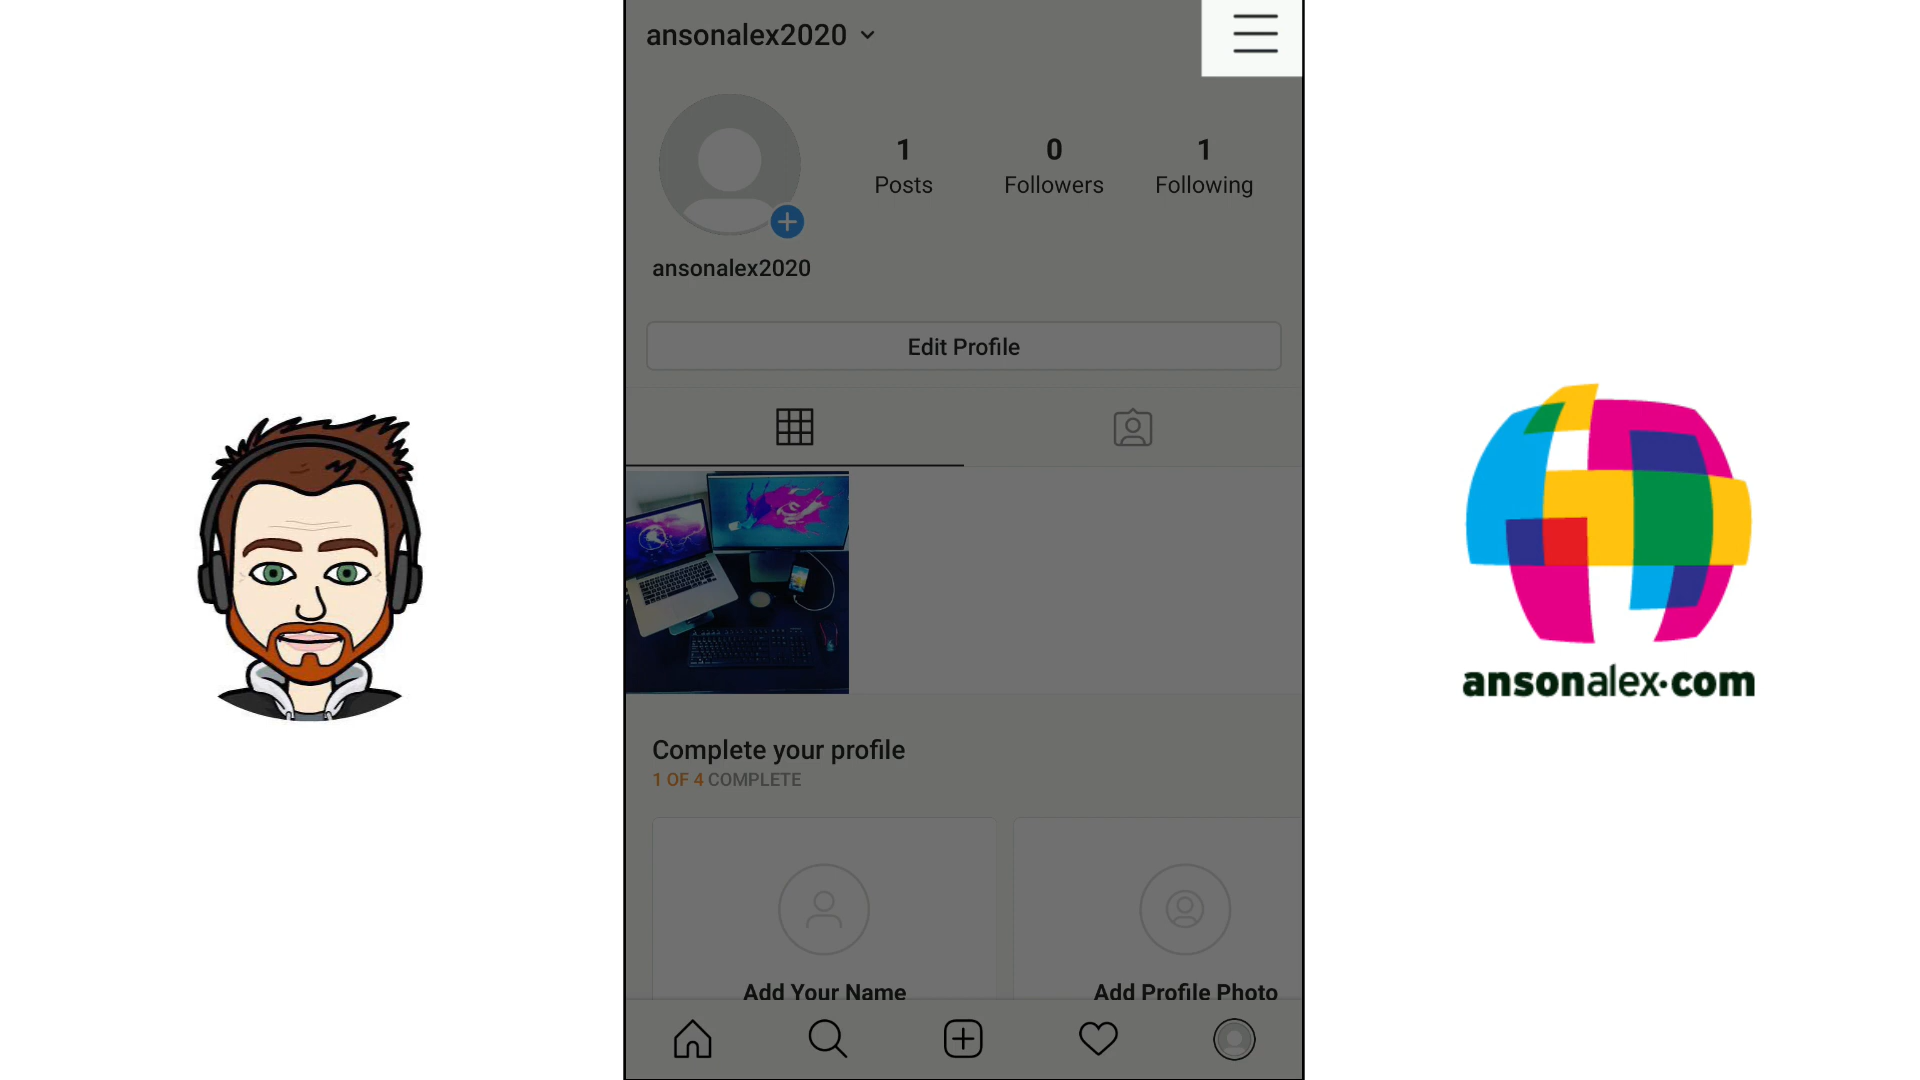 ansonalex2020
1
Posts
0
Followers
1
Following
ansonalex2020
Edit Profile
Complete your profile
1 OF 4 COMPLETE
Add Your Name
Add Profile Photo
ansonalex.com